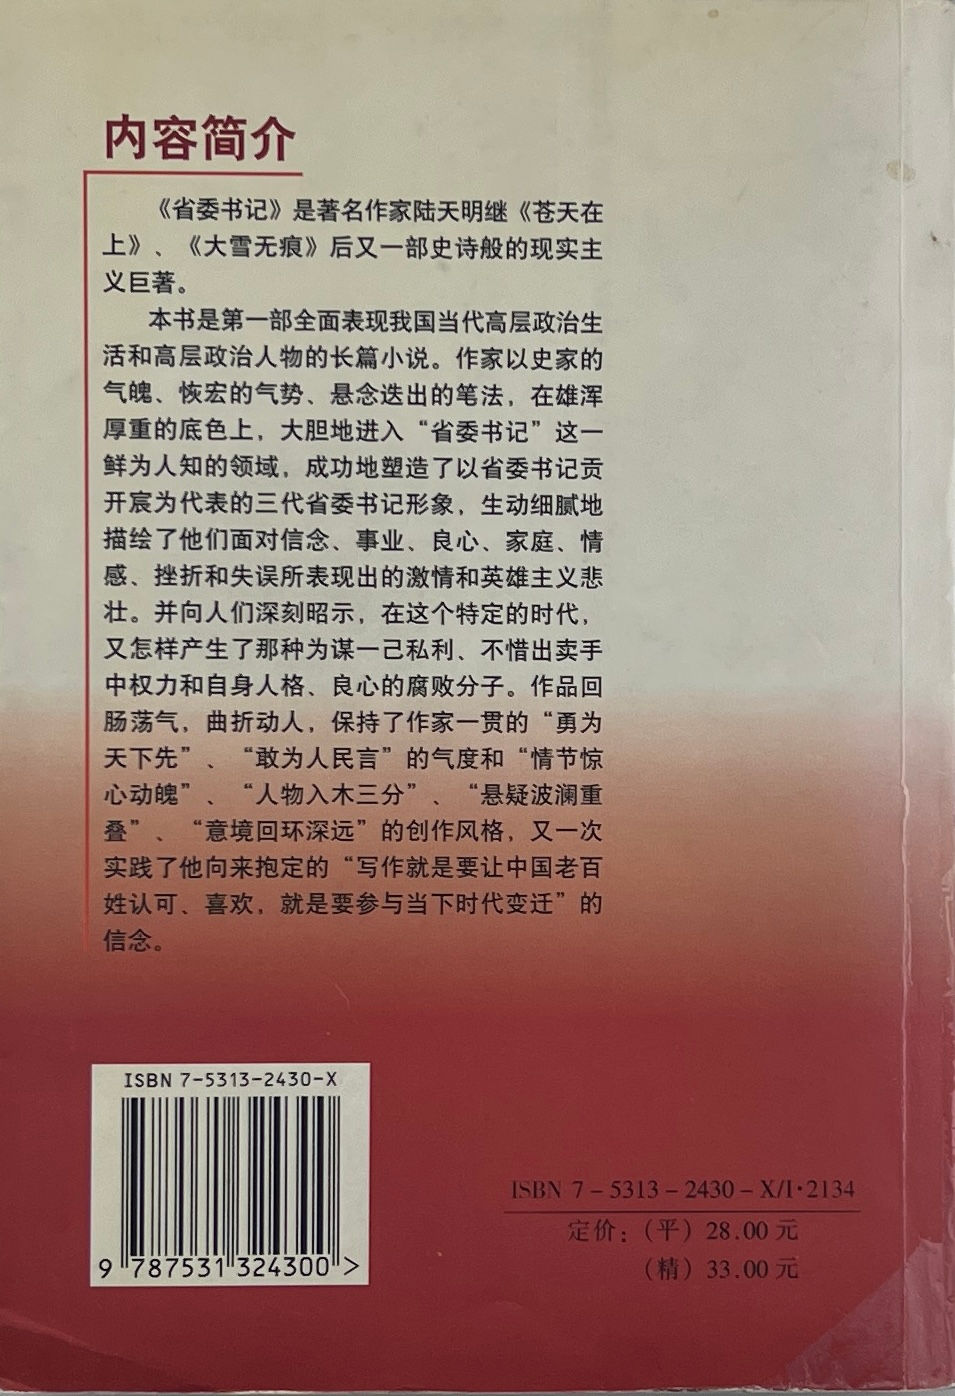 内容简介
《省委书记》是著名作家陆天明继《苍天在
上》、《大雪无痕》后又一部史诗般的现实主
义巨著。
本书是第一部全面表现我国当代高层政治生
活和高层政治人物的长篇小说。作家以史家的
气魄、恢宏的气势、悬念迭出的笔法，在雄浑
厚重的底色上，大胆地进入“省委书记”这一
鲜为人知的领域，成功地塑造了以省委书记贡
开宸为代表的三代省委书记形象，生动细腻地
描绘了他们面对信念、事业、良心、家庭、情
感、挫折和失误所表现出的激情和英雄主义悲
壮。并向人们深刻昭示，在这个特定的时代，
又怎样产生了那种为谋一己私利、不惜出卖手
中权力和自身人格、良心的腐败分子。作品回
肠荡气，曲折动人，保持了作家一贯的“勇为
天下先”、“敢为人民言”的气度和“情节惊
心动魄”、“人物入木三分”、“悬疑波澜重
叠”、“意境回环深远”的创作风格，又一次
实践了他向来抱定的“写作就是要让中国老百
姓认可、喜欢，就是要参与当下时代变迁”的
信念。
ISBN 7-5313-2430-X
9 787531 324300 >
ISBN 7-5313-2430-X/I·2134
定价：（平）28.00 元
（精）33.00 元